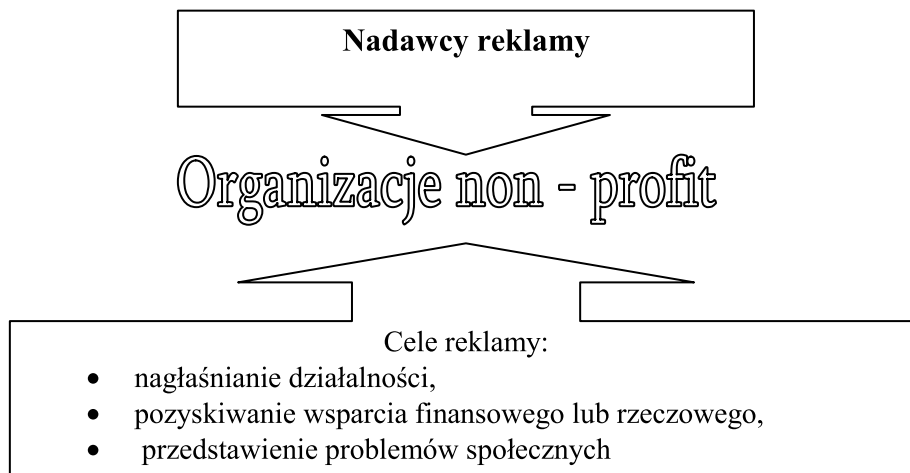 Nadawcy reklamy
Organizacje non - profit
Cele reklamy:
• nagłaśnianie działalności,
• pozyskiwanie wsparcia finansowego lub rzeczowego,
• przedstawienie problemów społecznych